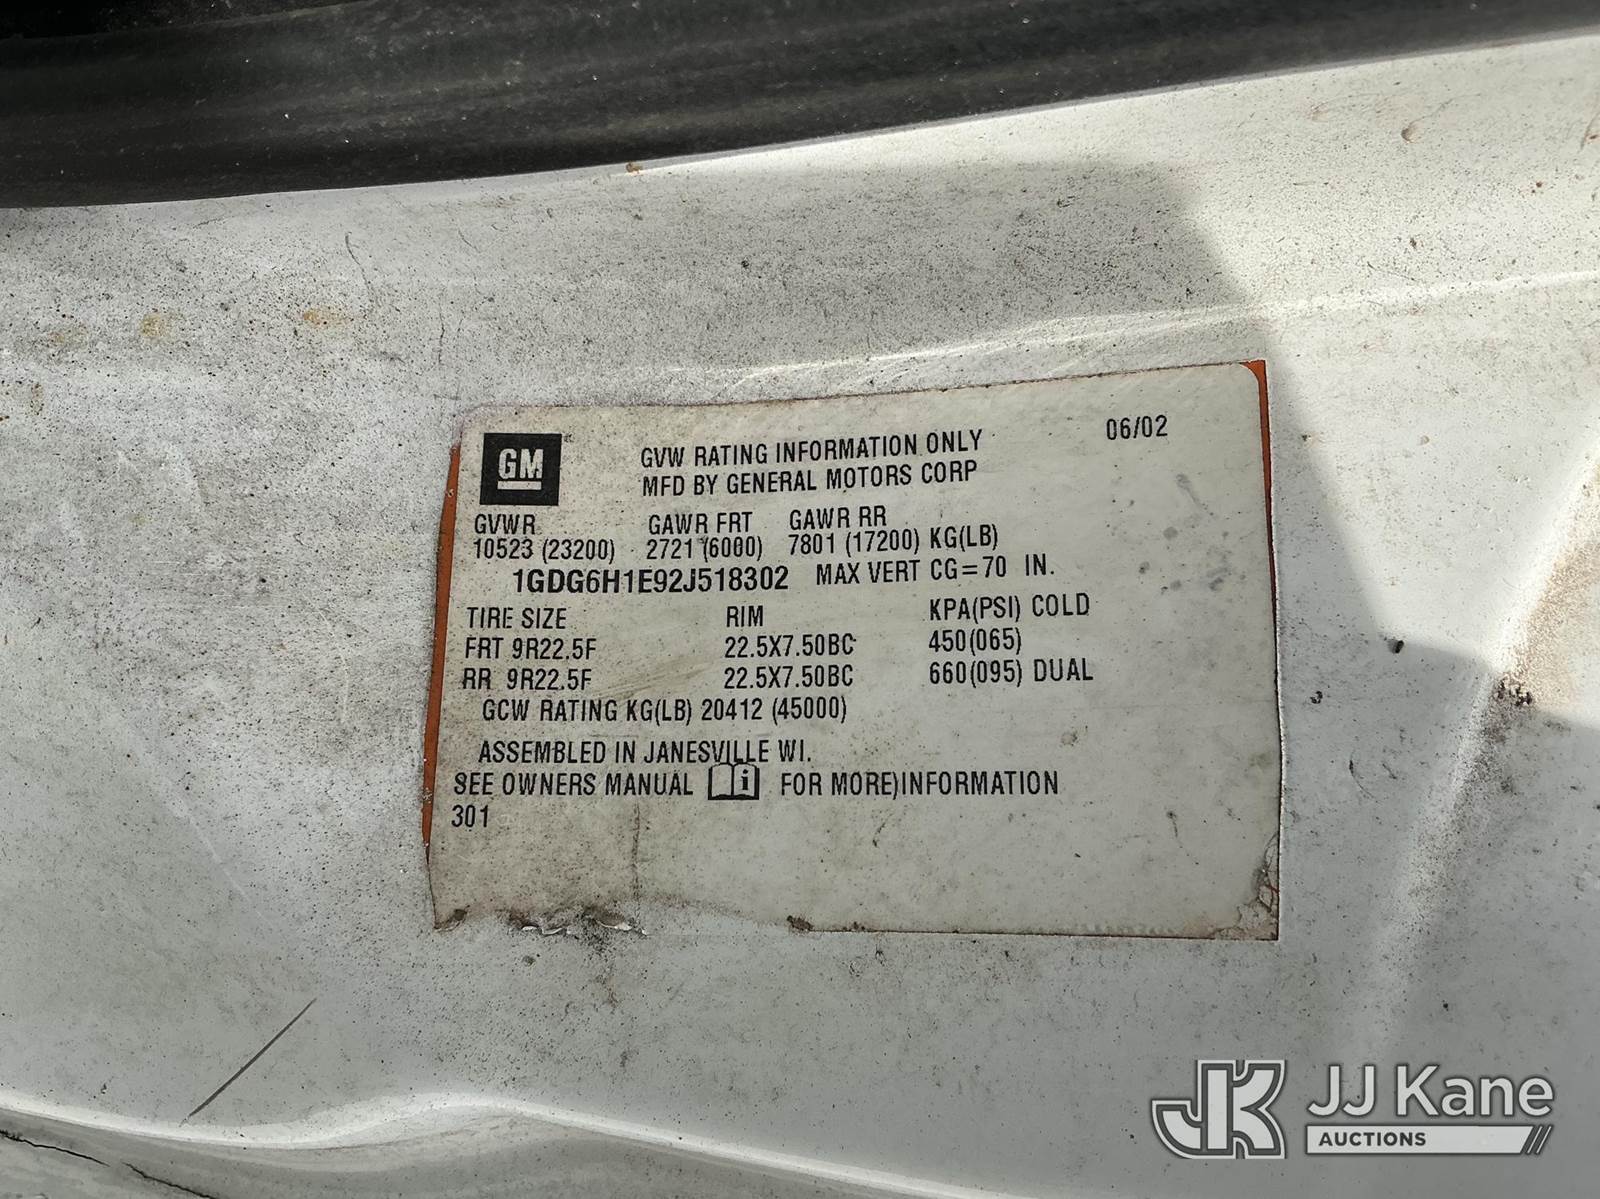 GM
GVW RATING INFORMATION ONLY 06/02
MFD BY GENERAL MOTORS CORP
GVWR GAWR FRT GAWR RR
10523 (23200) 2721 (6000) 7801 (17200) KG(LB)
1GDG6H1E92J518302 MAX VERT CG=70 IN.
TIRE SIZE RIM KPA(PSI) COLD
FRT 9R22.5F 22.5X7.50BC 450(065)
RR 9R22.5F 22.5X7.50BC 660(095) DUAL
GCW RATING KG(LB) 20412 (45000)
ASSEMBLED IN JANESVILLE WI.
SEE OWNERS MANUAL i FOR MORE)INFORMATION
301
JK JJ Kane
AUCTIONS